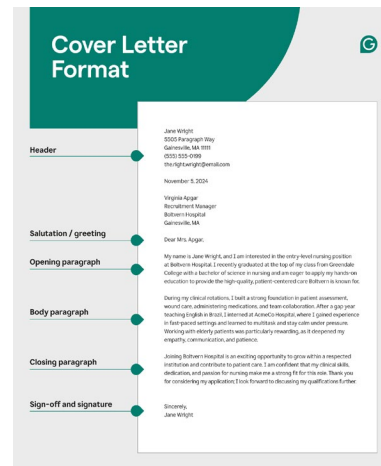 Cover Letter
Format
G
Header
Jane Wright
5505 Paragraph Way
Gainesville, MA 11111
(555) 555-0199
the.rightwright@email.com
November 5, 2024
Virginia Apgar
Recruitment Manager
Boltvern Hospital
Gainesville, MA
Salutation / greeting
Dear Mrs. Apgar,
Opening paragraph
My name is Jane Wright, and I am interested in the entry-level nursing position
at Boltvern Hospital. I recently graduated at the top of my class from Greendale
College with a bachelor of science in nursing and am eager to apply my hands-on
education to provide the high-quality, patient-centered care Boltvern is known for.
Body paragraph
During my clinical rotations, I built a strong foundation in patient assessment,
wound care, administering medications, and team collaboration. After a gap year
teaching English in Brazil, I interned at AcmeCo Hospital, where I gained experience
in fast-paced settings and learned to multitask and stay calm under pressure.
Working with elderly patients was particularly rewarding, as it deepened my
empathy, communication, and patience.
Closing paragraph
Joining Boltvern Hospital is an exciting opportunity to grow within a respected
institution and contribute to patient care. I am confident that my clinical skills,
dedication, and passion for nursing make me a strong fit for this role. Thank you
for considering my application; I look forward to discussing my qualifications further.
Sign-off and signature
Sincerely,
Jane Wright